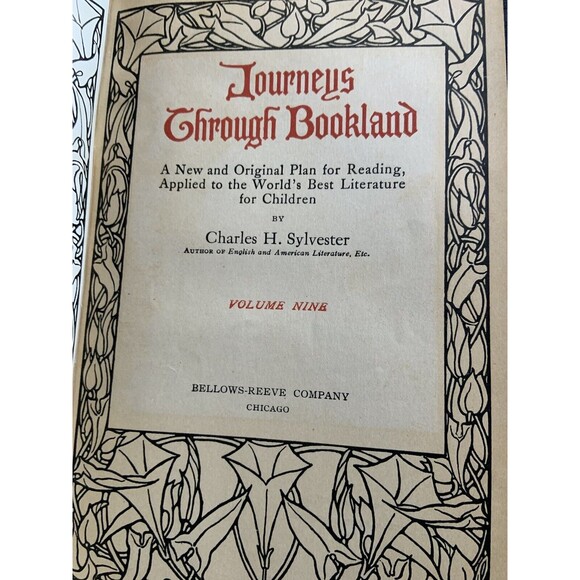 Journeys
Through Bookland
A New and Original Plan for Reading,
Applied to the World's Best Literature
for Children
BY
Charles H. Sylvester
Author of English and American Literature, Etc.
VOLUME NINE
BELLOWS-REEVE COMPANY
CHICAGO